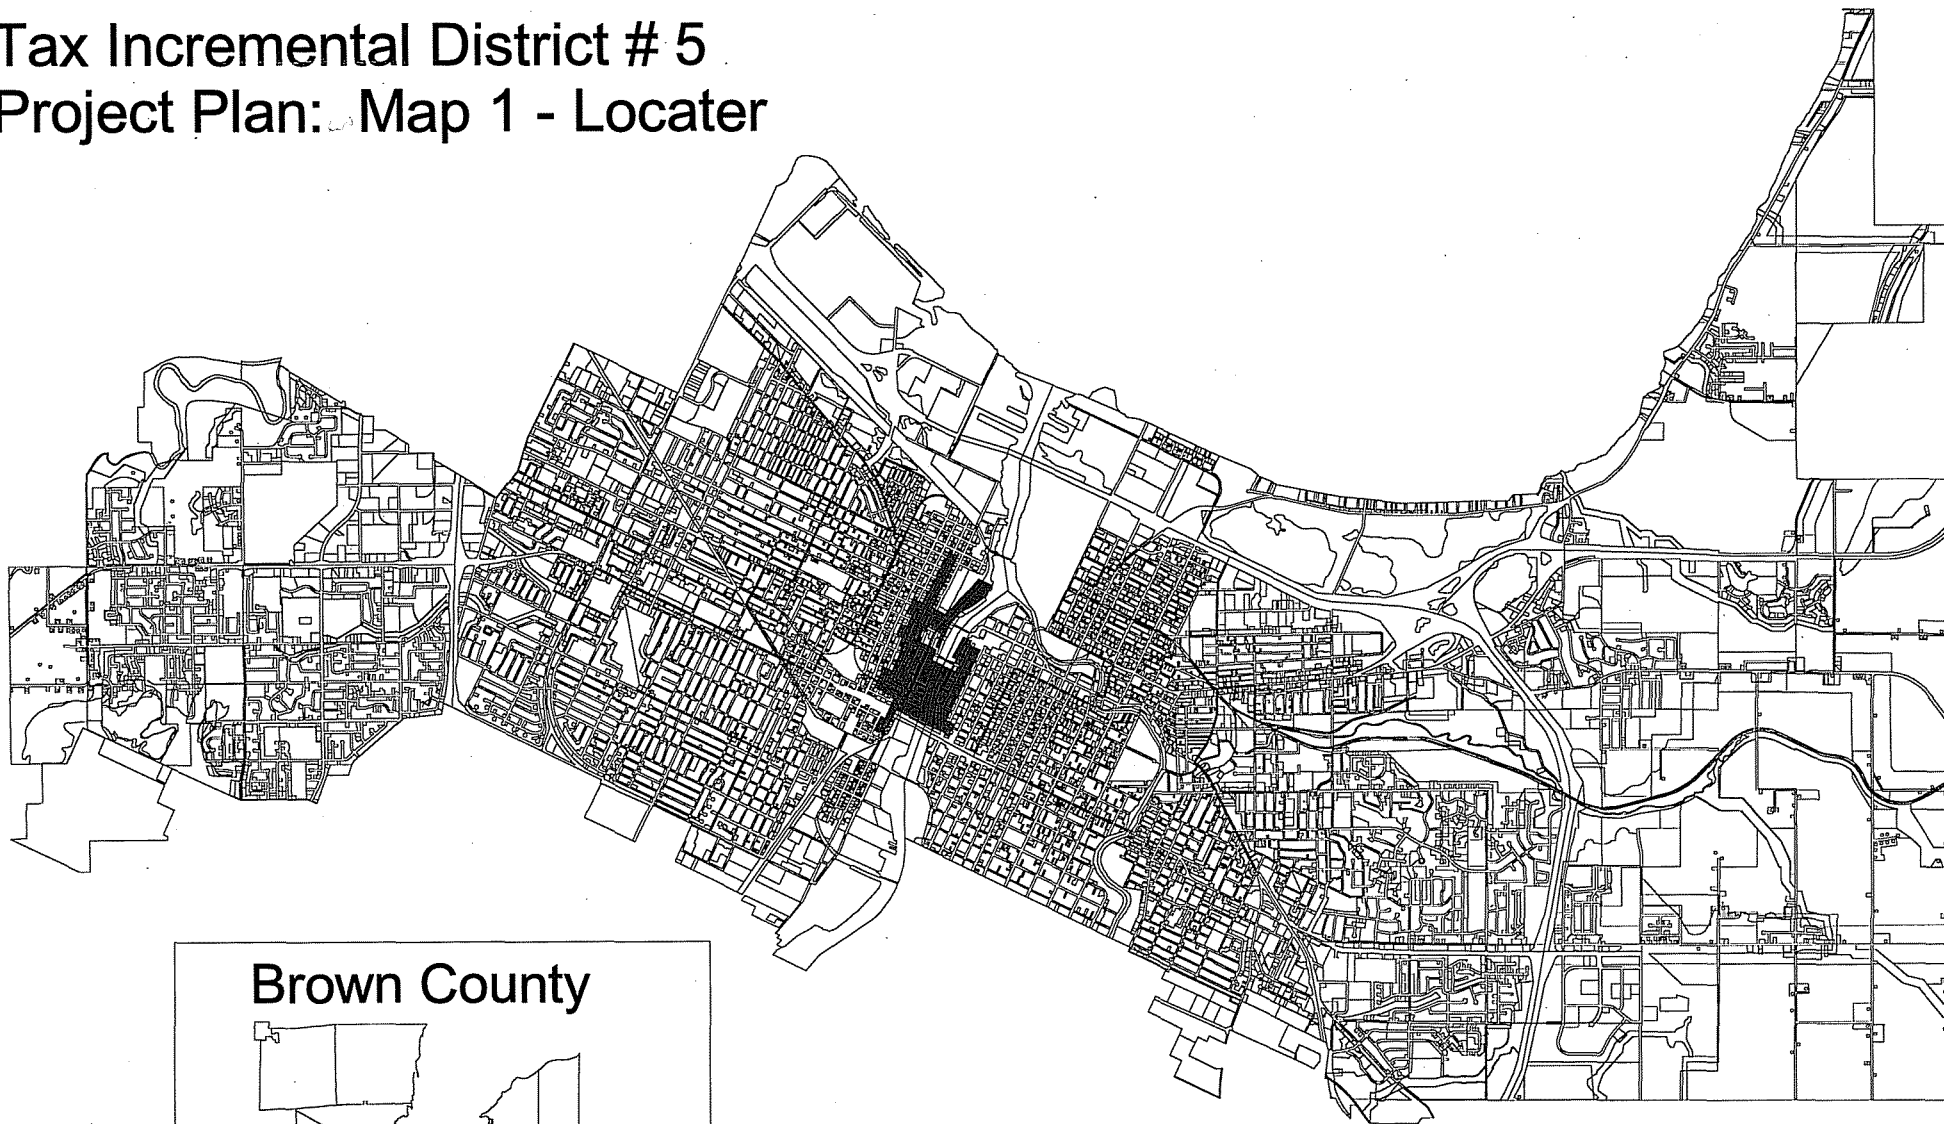 Tax Incremental District # 5
Project Plan: Map 1 - Locater
Brown County